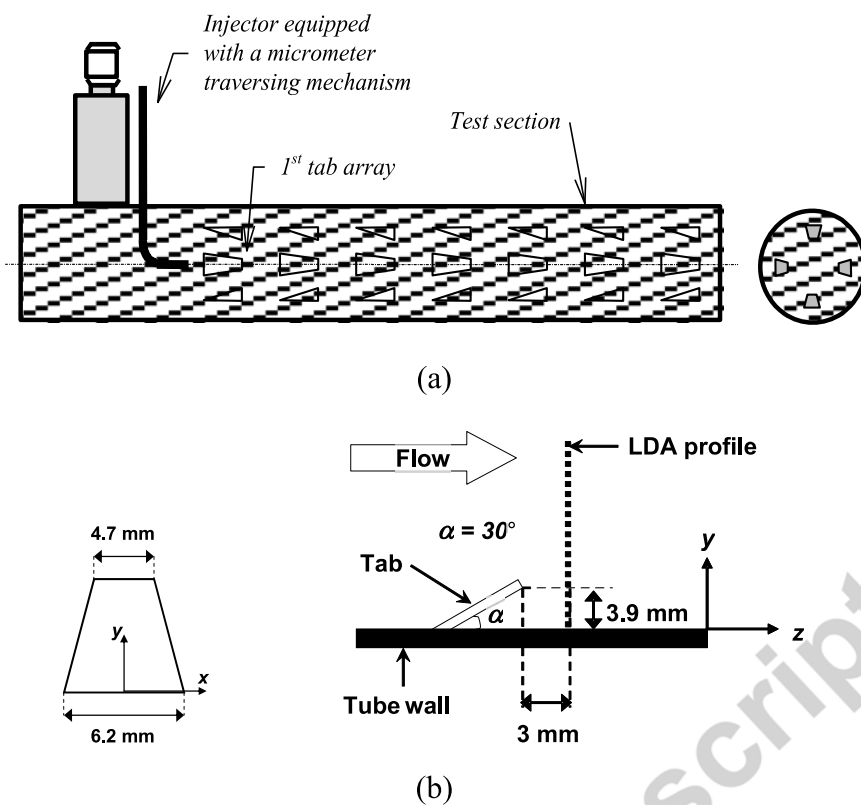 Injector equipped
with a micrometer
traversing mechanism
Test section
1st tab array
(a)
Flow
LDA profile
4.7 mm
α = 30°
Tab
y
α
3.9 mm
y
z
x
Tube wall
6.2 mm
3 mm
(b)
script